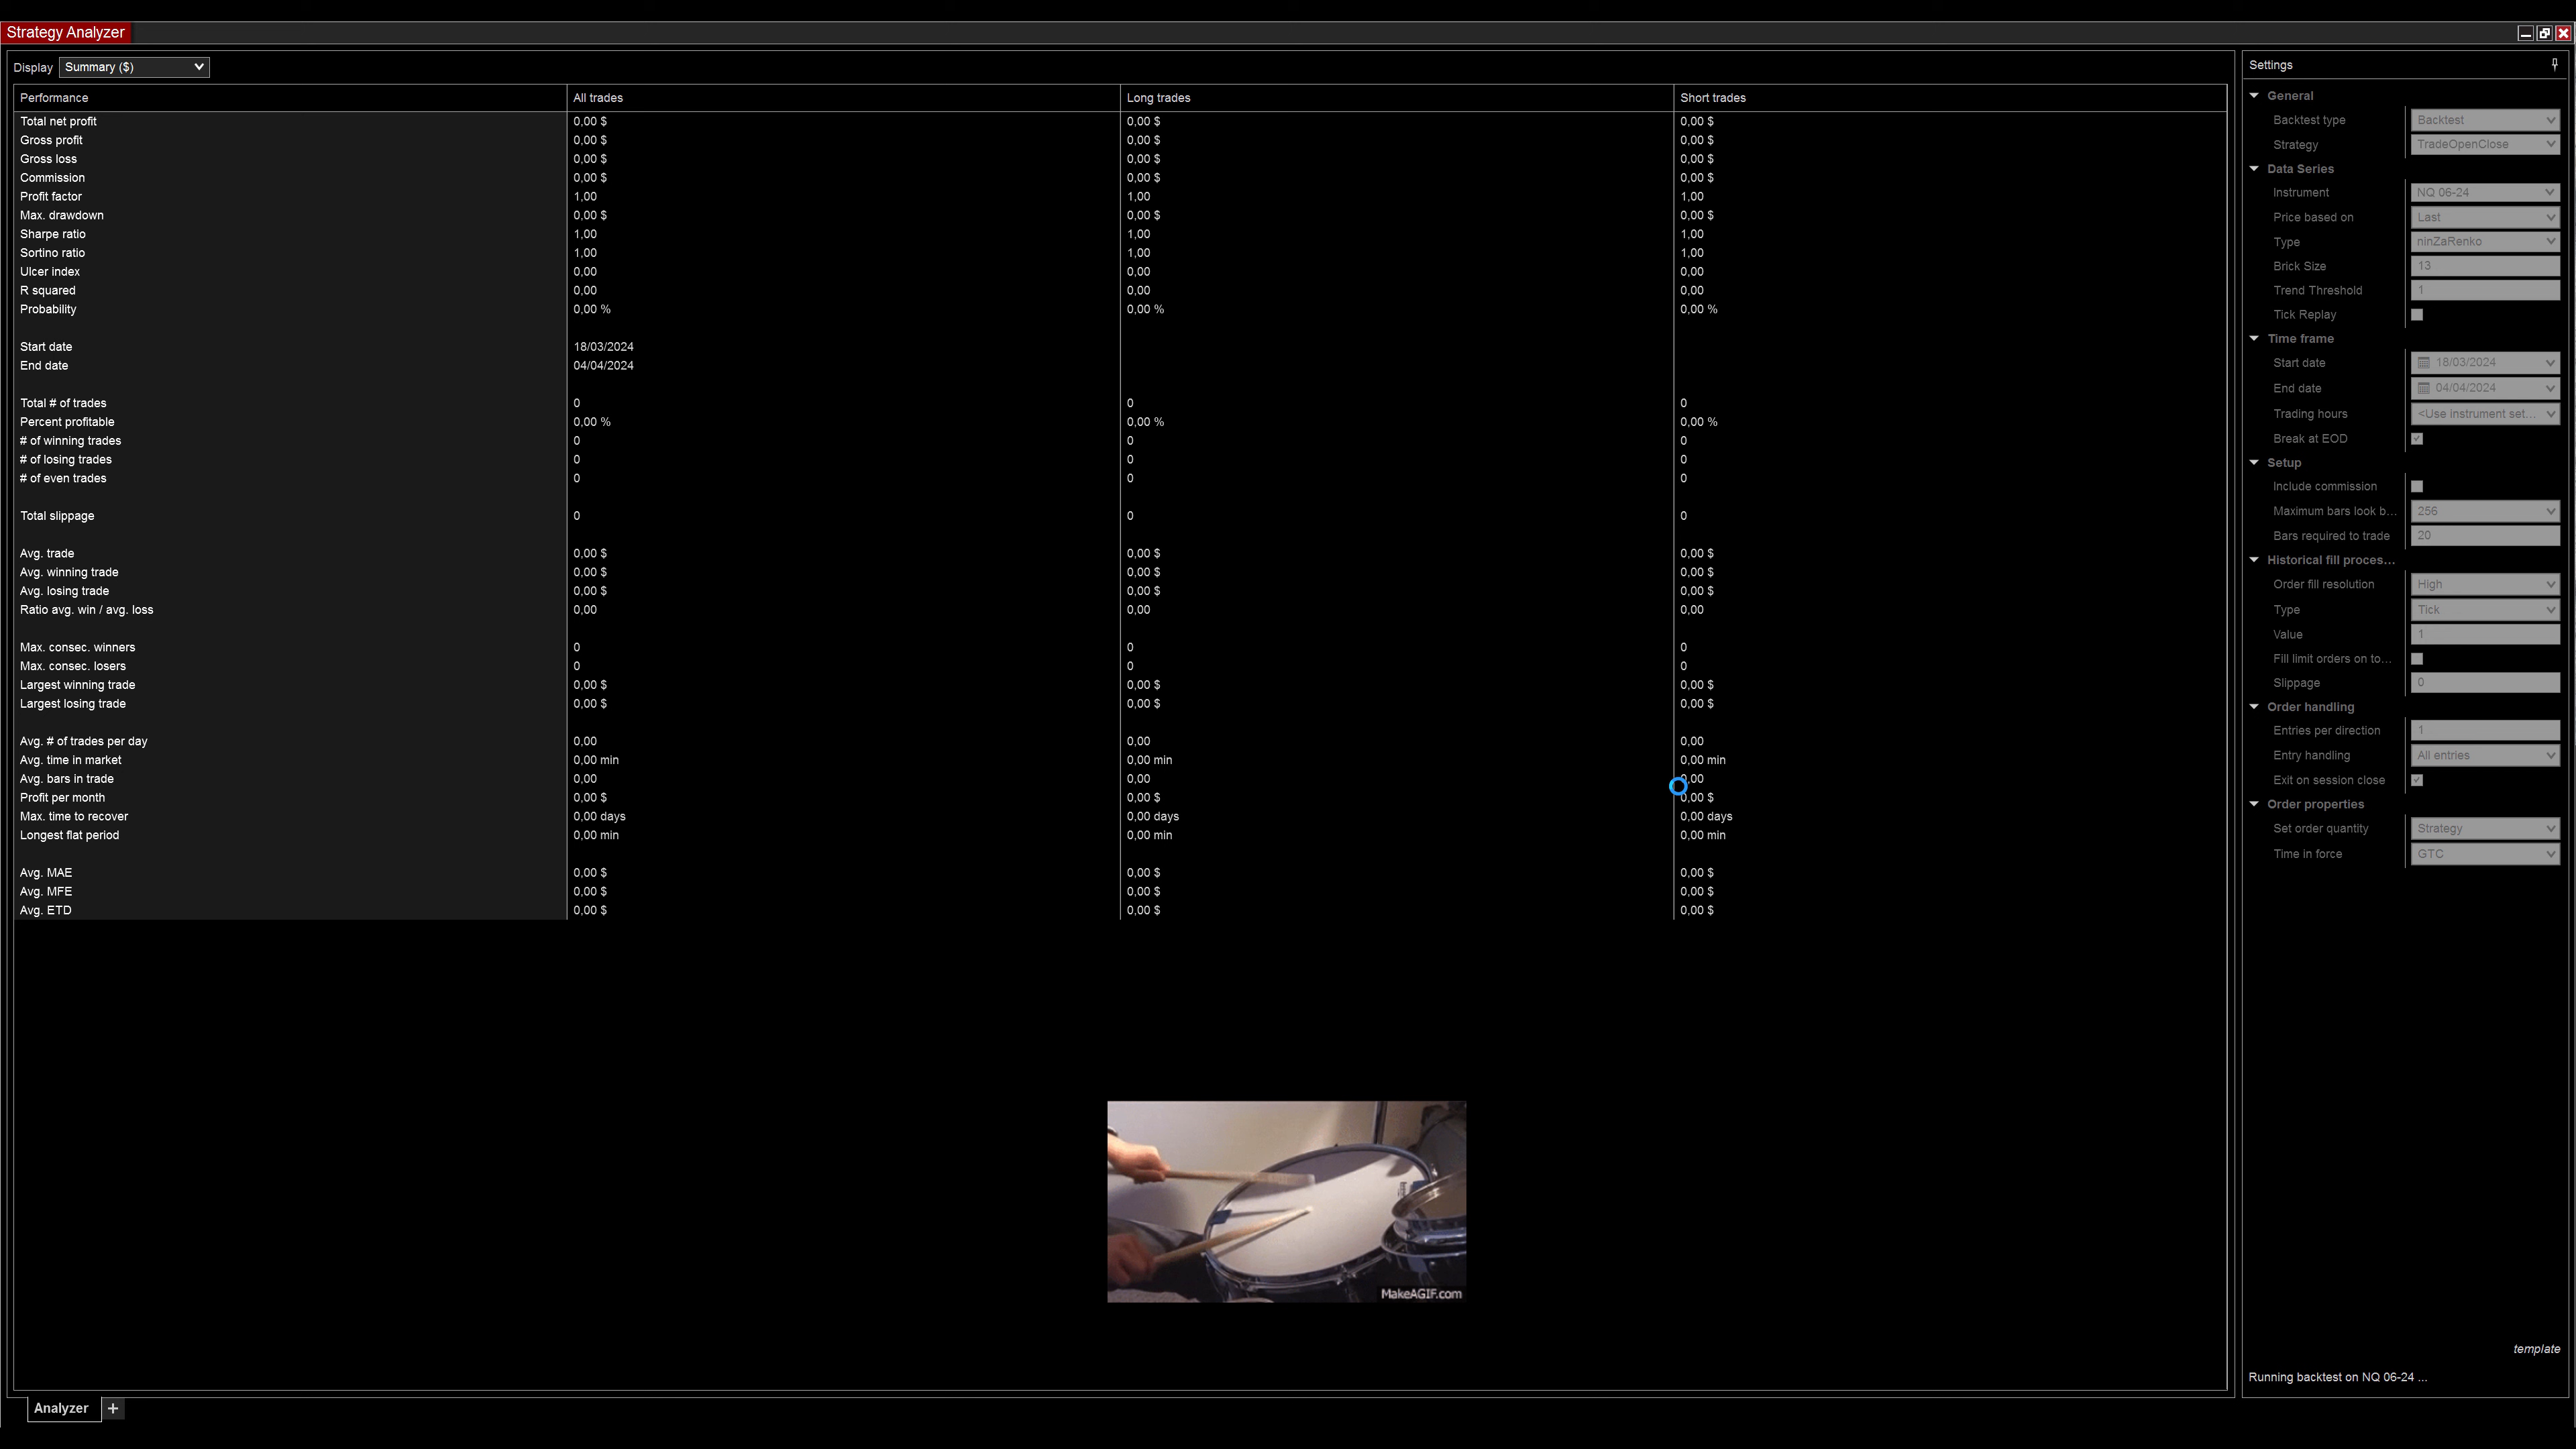 Strategy Analyzer
Display Summary ($)
Performance All trades Long trades Short trades
Total net profit 0,00 $ 0,00 $ 0,00 $
Gross profit 0,00 $ 0,00 $ 0,00 $
Gross loss 0,00 $ 0,00 $ 0,00 $
Commission 0,00 $ 0,00 $ 0,00 $
Profit factor 1,00 1,00 1,00
Max. drawdown 0,00 $ 0,00 $ 0,00 $
Sharpe ratio 1,00 1,00 1,00
Sortino ratio 1,00 1,00 1,00
Ulcer index 0,00 0,00 0,00
R squared 0,00 0,00 0,00
Probability 0,00 % 0,00 % 0,00 %
Start date 18/03/2024
End date 04/04/2024
Total # of trades 0 0 0
Percent profitable 0,00 % 0,00 % 0,00 %
# of winning trades 0 0 0
# of losing trades 0 0 0
# of even trades 0 0 0
Total slippage 0 0 0
Avg. trade 0,00 $ 0,00 $ 0,00 $
Avg. winning trade 0,00 $ 0,00 $ 0,00 $
Avg. losing trade 0,00 $ 0,00 $ 0,00 $
Ratio avg. win / avg. loss 0,00 0,00 0,00
Max. consec. winners 0 0 0
Max. consec. losers 0 0 0
Largest winning trade 0,00 $ 0,00 $ 0,00 $
Largest losing trade 0,00 $ 0,00 $ 0,00 $
Avg. # of trades per day 0,00 0,00 0,00
Avg. time in market 0,00 min 0,00 min 0,00 min
Avg. bars in trade 0,00 0,00 0,00
Profit per month 0,00 $ 0,00 $ 0,00 $
Max. time to recover 0,00 days 0,00 days 0,00 days
Longest flat period 0,00 min 0,00 min 0,00 min
Avg. MAE 0,00 $ 0,00 $ 0,00 $
Avg. MFE 0,00 $ 0,00 $ 0,00 $
Avg. ETD 0,00 $ 0,00 $ 0,00 $
MakeAGIF.com
Analyzer +
Settings
General
Backtest type Backtest
Strategy TradeOpenClose
Data Series
Instrument NQ 06-24
Price based on Last
Type ninZaRenko
Brick Size 13
Trend Threshold 1
Tick Replay
Time frame
Start date 18/03/2024
End date 04/04/2024
Trading hours <Use instrument set...
Break at EOD
Setup
Include commission
Maximum bars look b... 256
Bars required to trade 20
Historical fill proces...
Order fill resolution High
Type Tick
Value 1
Fill limit orders on to...
Slippage 0
Order handling
Entries per direction 1
Entry handling All entries
Exit on session close
Order properties
Set order quantity Strategy
Time in force GTC
template
Running backtest on NQ 06-24 ...